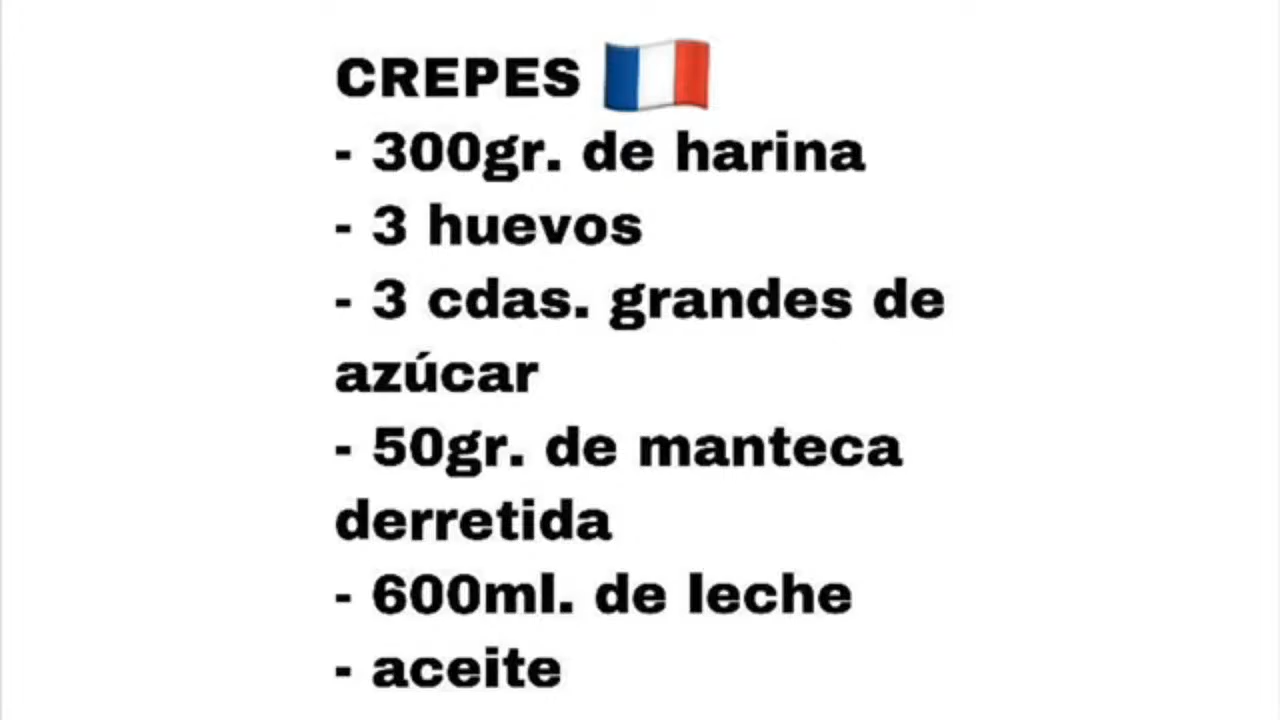 CREPES 🇫🇷
- 300gr. de harina
- 3 huevos
- 3 cdas. grandes de
azúcar
- 50gr. de manteca
derretida
- 600ml. de leche
- aceite